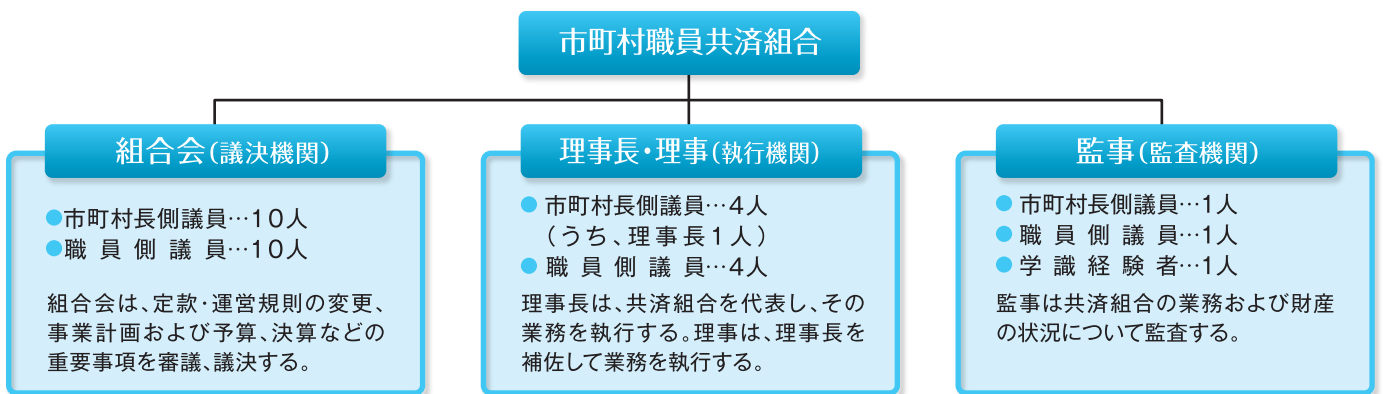 市町村職員共済組合
組合会（議決機関）
●市町村長側議員…10人
●職員側議員…10人
組合会は、定款・運営規則の変更、
事業計画および予算、決算などの
重要事項を審議、議決する。
理事長・理事（執行機関）
● 市町村長側議員…4人
（うち、理事長1人）
● 職員側議員…4人
理事長は、共済組合を代表し、その
業務を執行する。理事は、理事長を
補佐して業務を執行する。
監事（監査機関）
● 市町村長側議員…1人
● 職員側議員…1人
● 学識経験者…1人
監事は共済組合の業務および財産
の状況について監査する。